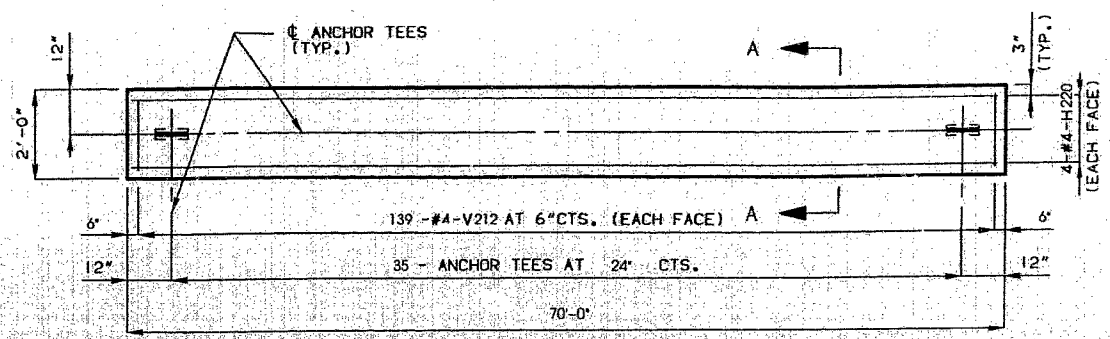 ℄ ANCHOR TEES
(TYP.)
12"
2'-0"
A
3"
(TYP.)
4-#4-H220
(EACH FACE)
6"
139 -#4-V212 AT 6"CTS. (EACH FACE)
A
6"
12"
35 - ANCHOR TEES AT 24" CTS.
12"
70'-0"